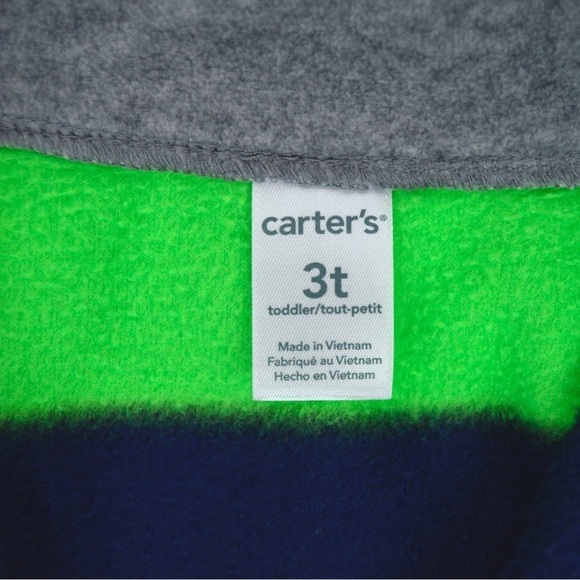 carter's®
3t
toddler/tout-petit
Made in Vietnam
Fabriqué au Vietnam
Hecho en Vietnam